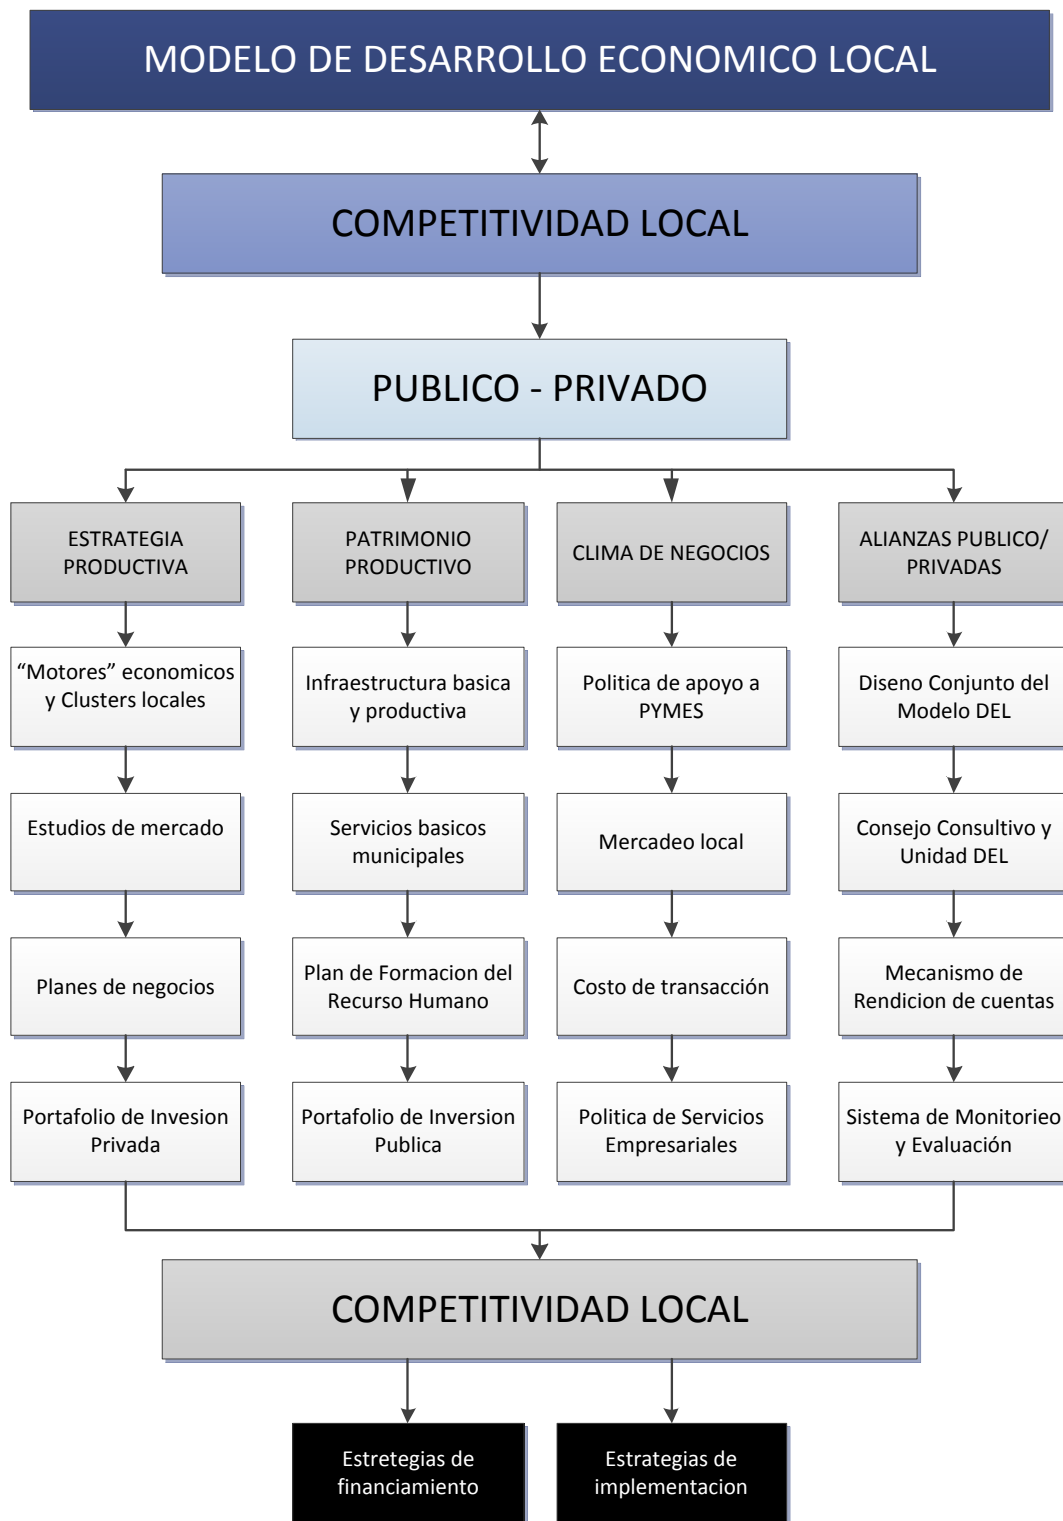 MODELO DE DESARROLLO ECONOMICO LOCAL
COMPETITIVIDAD LOCAL
PUBLICO - PRIVADO
ESTRATEGIA
PRODUCTIVA
PATRIMONIO
PRODUCTIVO
CLIMA DE NEGOCIOS
ALIANZAS PUBLICO/
PRIVADAS
“Motores” economicos
y Clusters locales
Infraestructura basica
y productiva
Politica de apoyo a
PYMES
Diseno Conjunto del
Modelo DEL
Estudios de mercado
Servicios basicos
municipales
Mercadeo local
Consejo Consultivo y
Unidad DEL
Planes de negocios
Plan de Formacion del
Recurso Humano
Costo de transacción
Mecanismo de
Rendicion de cuentas
Portafolio de Invesion
Privada
Portafolio de Inversion
Publica
Politica de Servicios
Empresariales
Sistema de Monitorieo
y Evaluación
COMPETITIVIDAD LOCAL
Estretegias de
financiamiento
Estrategias de
implementacion